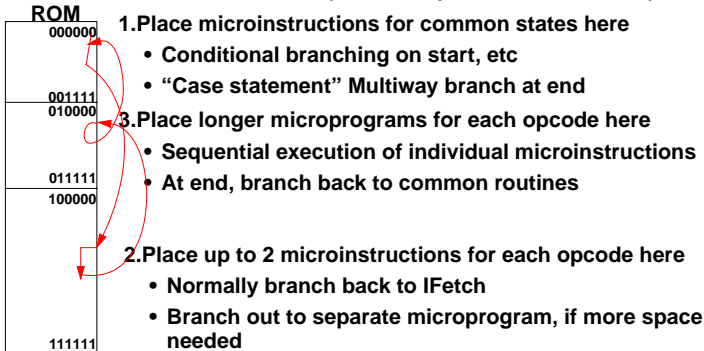 ROM
000000
1.Place microinstructions for common states here
• Conditional branching on start, etc
• “Case statement” Multiway branch at end
001111
010000
3.Place longer microprograms for each opcode here
• Sequential execution of individual microinstructions
011111
• At end, branch back to common routines
100000
2.Place up to 2 microinstructions for each opcode here
• Normally branch back to IFetch
• Branch out to separate microprogram, if more space
needed
111111